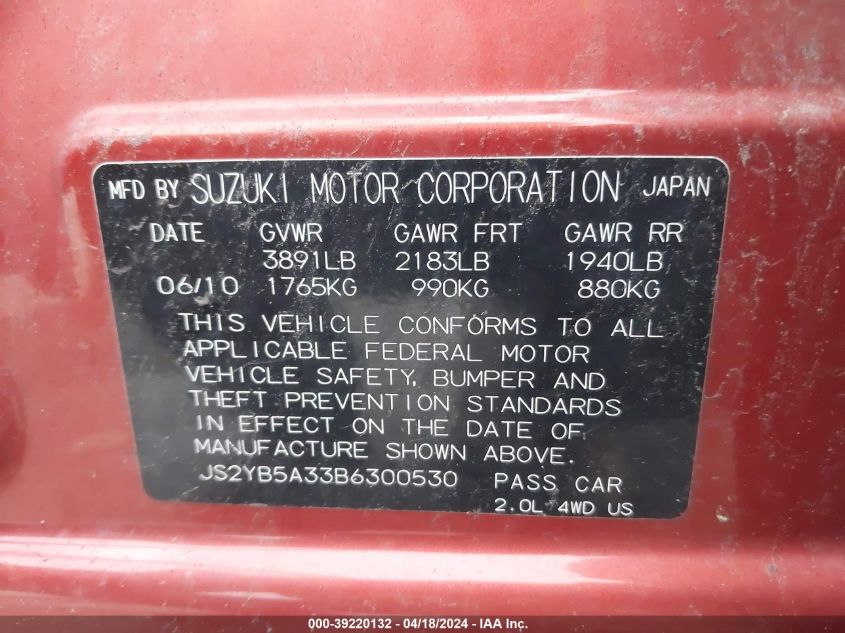 MFD BY SUZUKI MOTOR CORPORATION JAPAN
DATE GVWR GAWR FRT GAWR RR
3891LB 2183LB 1940LB
06/10 1765KG 990KG 880KG
THIS VEHICLE CONFORMS TO ALL
APPLICABLE FEDERAL MOTOR
VEHICLE SAFETY, BUMPER AND
THEFT PREVENTION STANDARDS
IN EFFECT ON THE DATE OF
MANUFACTURE SHOWN ABOVE.
JS2YB5A33B6300530 PASS CAR
2.0L 4WD US
000-39220132 - 04/18/2024 - IAA Inc.